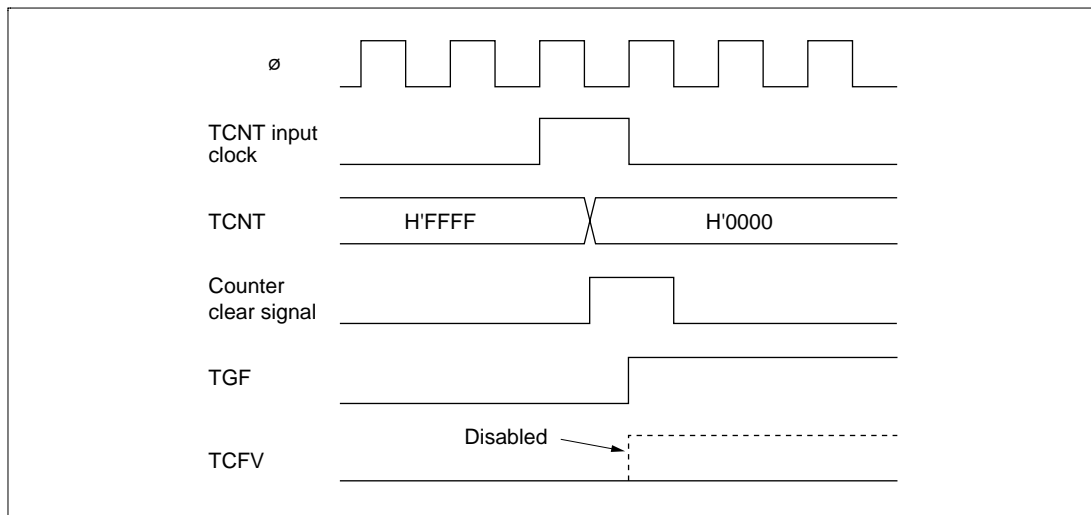 ø
TCNT input
clock
TCNT
H'FFFF
H'0000
Counter
clear signal
TGF
Disabled
TCFV